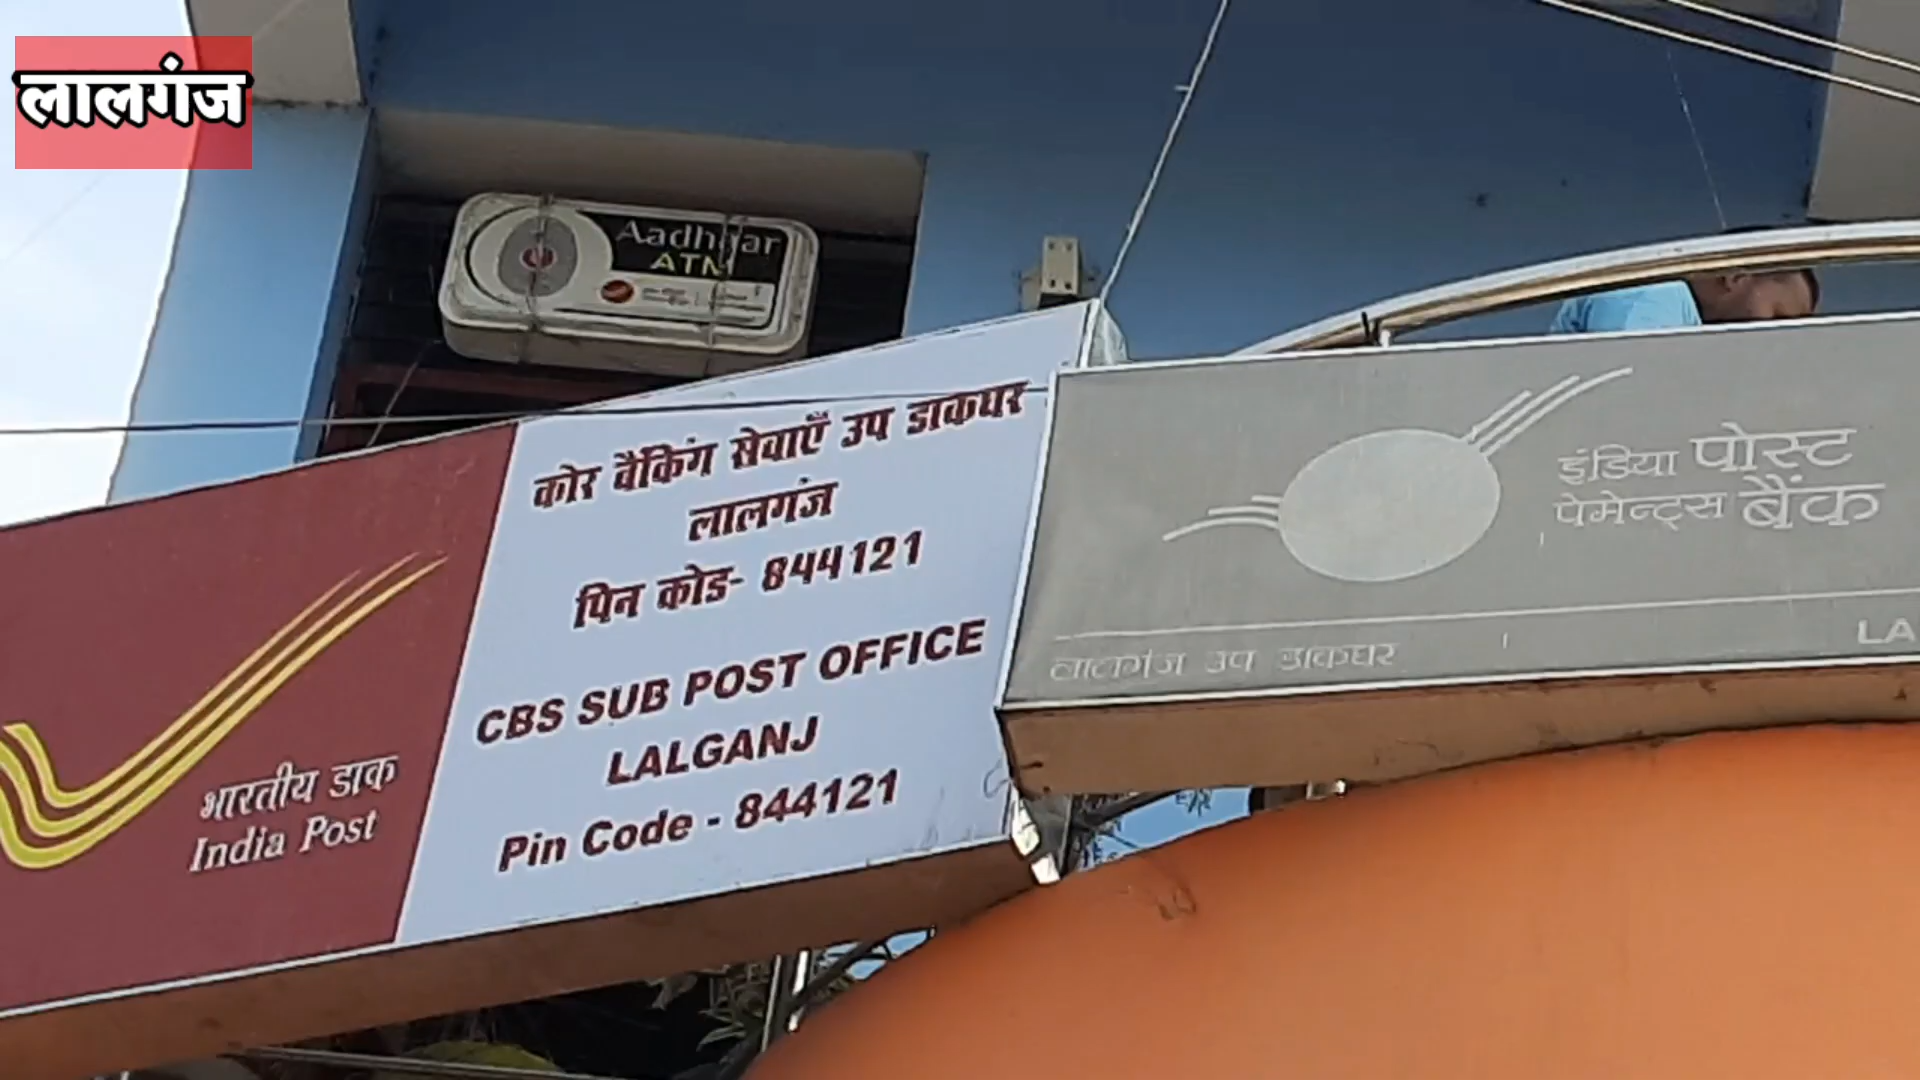 लालगंज
Aadhaar
ATM
कोर बैंकिंग सेवाएँ उप डाकघर
लालगंज
पिन कोड- 844121
CBS SUB POST OFFICE
LALGANJ
Pin Code - 844121
भारतीय डाक
India Post
इंडिया पोस्ट
पेमेन्ट्स बैंक
लालगंज उप डाकघर
LA